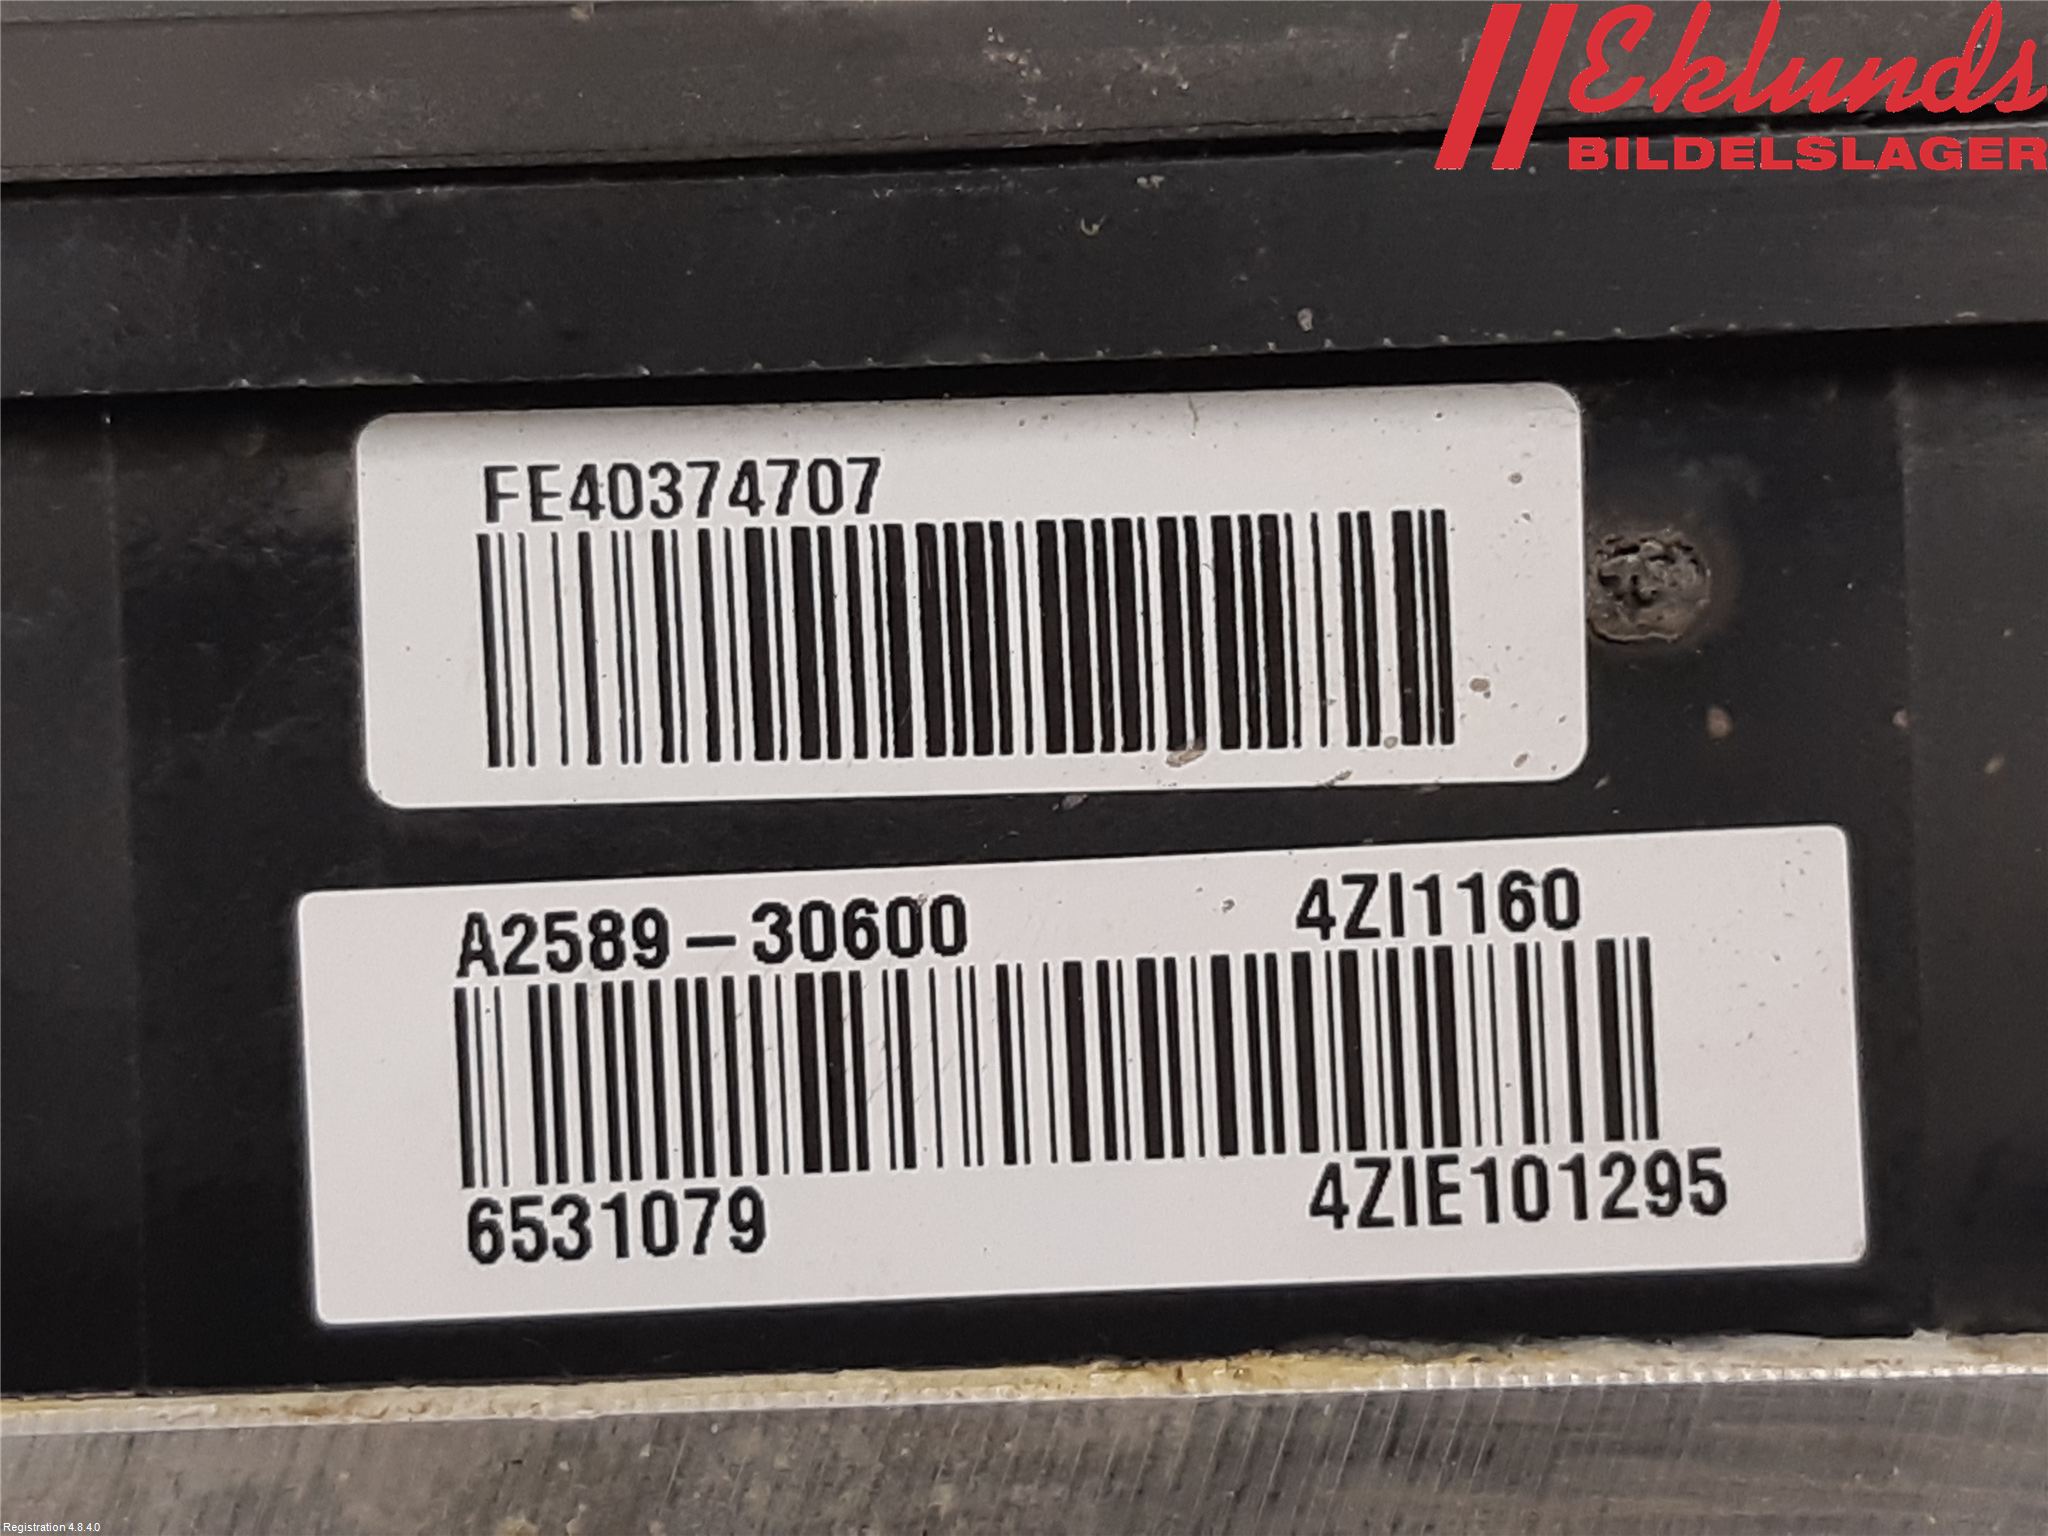 Eklunds
BILDELSLAGER
FE40374707
A2589-30600 4ZI1160
6531079 4ZIE101295
Registration 4.8.4.0